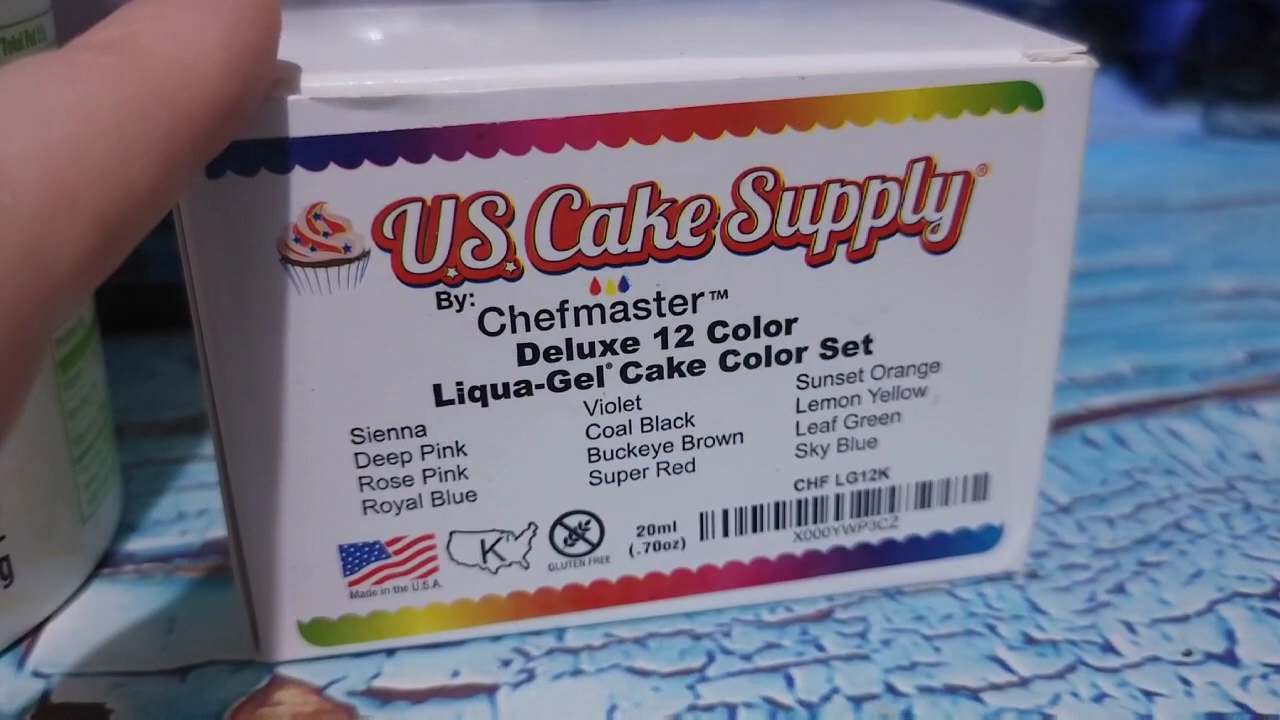 Total Fat
U.S. Cake Supply®
By: Chefmaster™
Deluxe 12 Color
Liqua-Gel® Cake Color Set
Sienna
Deep Pink
Rose Pink
Royal Blue
Violet
Coal Black
Buckeye Brown
Super Red
Sunset Orange
Lemon Yellow
Leaf Green
Sky Blue
CHF LG12K
X000YWP3CZ
Made in the U.S.A.
K
GLUTEN FREE
20ml
(.70oz)
g